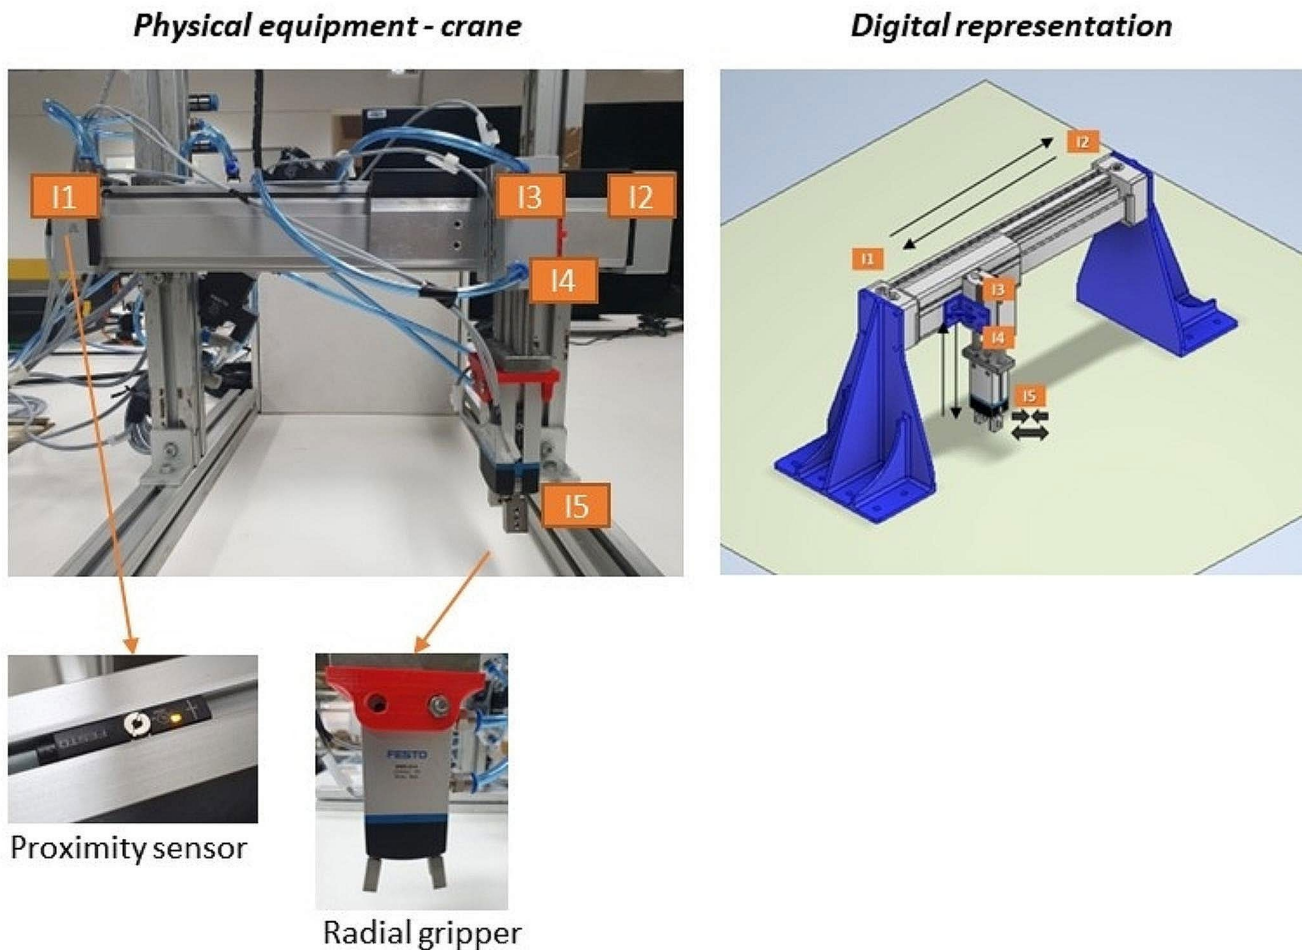 Physical equipment - crane
Digital representation
I1
I3
I2
I4
I5
I2
I1
I3
I4
I5
FESTO
FESTO
Proximity sensor
Radial gripper